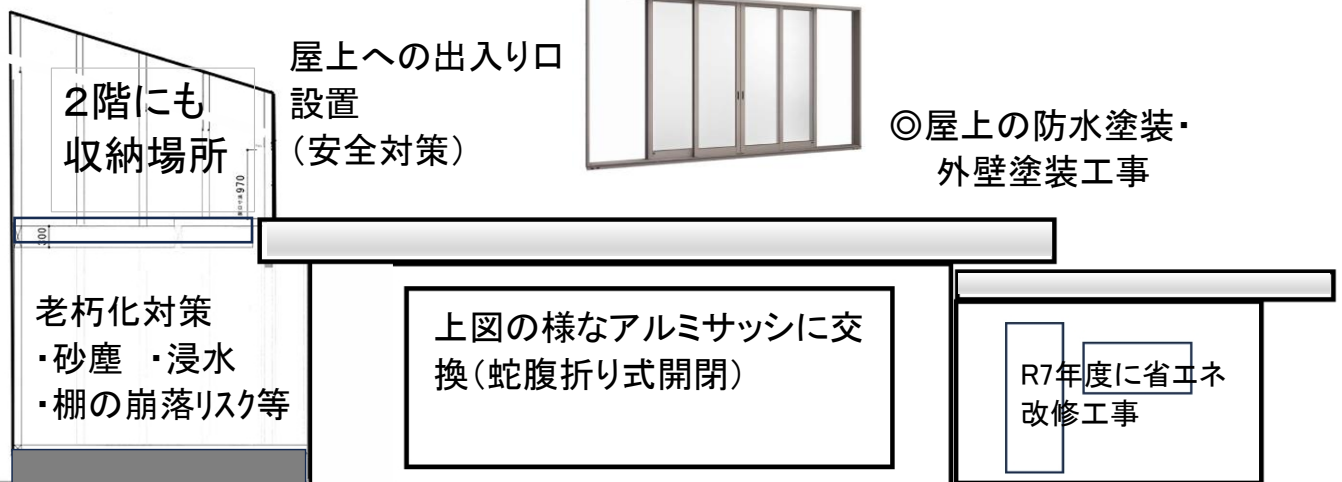 2階にも
収納場所
屋上への出入り口
設置
（安全対策）
◎屋上の防水塗装・
外壁塗装工事
970
300
老朽化対策
・砂塵　・浸水
・棚の崩落リスク等
上図の様なアルミサッシに交
換（蛇腹折り式開閉）
R7年度に省エネ
改修工事